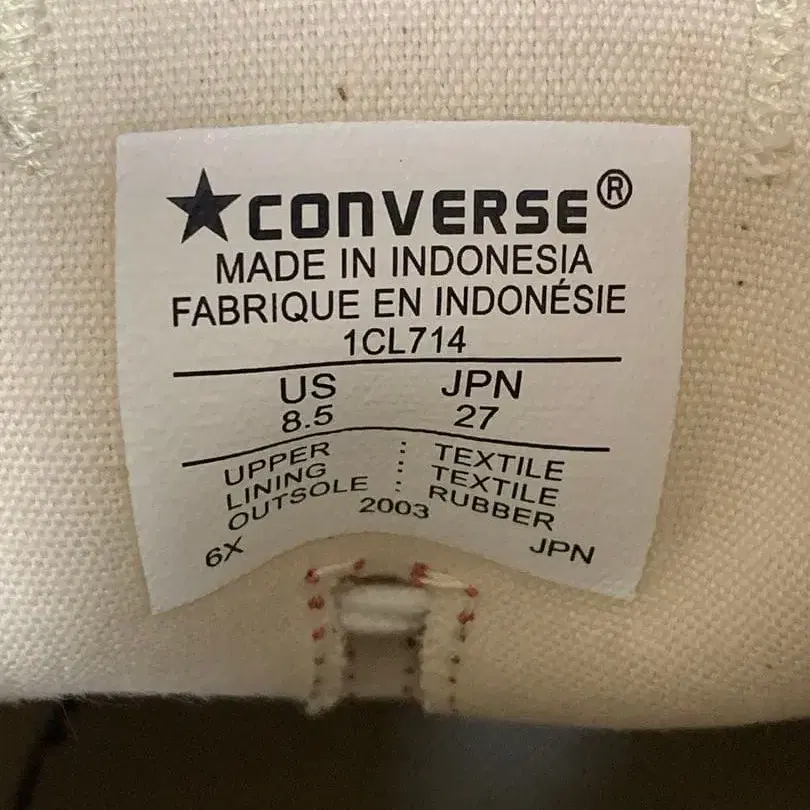 ★CONVERSE®
MADE IN INDONESIA
FABRIQUE EN INDONÉSIE
1CL714
US JPN
8.5 27
UPPER : TEXTILE
LINING : TEXTILE
OUTSOLE : RUBBER
2003
6X JPN